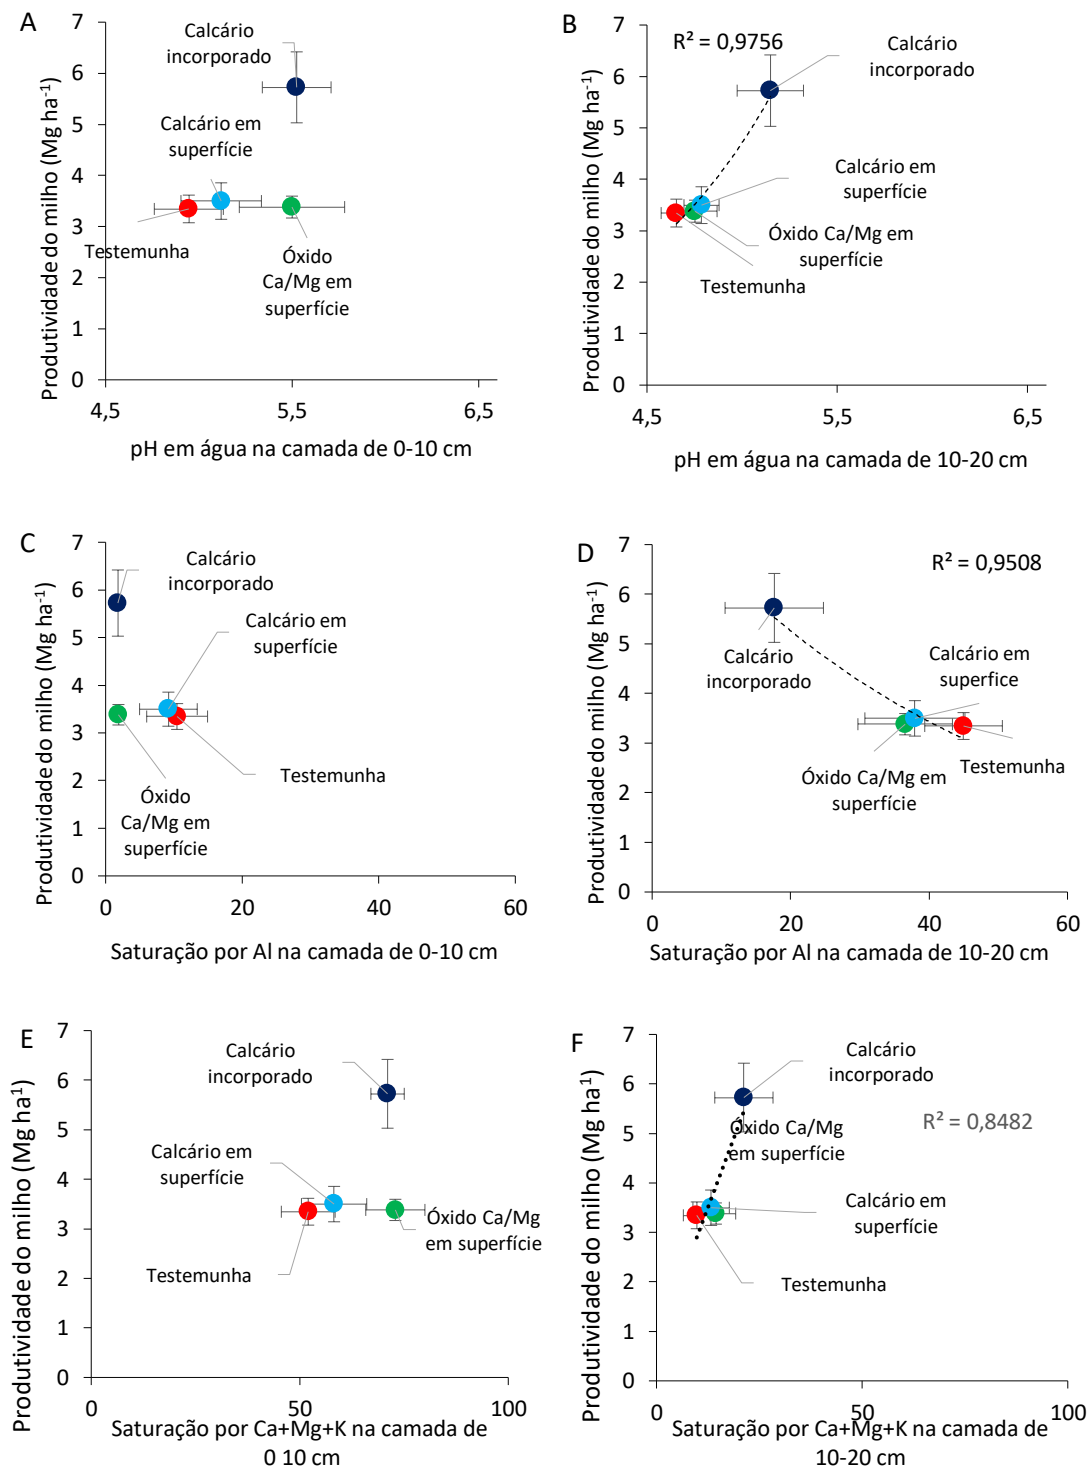 A
Produtividade do milho (Mg ha⁻¹)
7
6
5
4
3
2
1
0
Calcário
incorporado
Calcário em
superfície
Testemunha
Óxido
Ca/Mg em
superfície
4,5
5,5
6,5
pH em água na camada de 0-10 cm
B
Produtividade do milho (Mg ha⁻¹)
7
6
5
4
3
2
1
0
R² = 0,9756
Calcário
incorporado
Calcário em
superfície
Óxido Ca/Mg em
superfície
Testemunha
4,5
5,5
6,5
pH em água na camada de 10-20 cm
C
Produtividade do milho (Mg ha⁻¹)
7
6
5
4
3
2
1
0
Calcário
incorporado
Calcário em
superfície
Testemunha
Óxido
Ca/Mg em
superfície
0
20
40
60
Saturação por Al na camada de 0-10 cm
D
Produtividade do milho (Mg ha⁻¹)
7
6
5
4
3
2
1
0
R² = 0,9508
Calcário
incorporado
Calcário em
superfice
Óxido Ca/Mg em
superfície
Testemunha
0
20
40
60
Saturação por Al na camada de 10-20 cm
E
Produtividade do milho (Mg ha¹)
7
6
5
4
3
2
1
0
Calcário
incorporado
Calcário em
superfície
Óxido Ca/Mg
em superfície
Testemunha
0
50
100
Saturação por Ca+Mg+K na camada de
0 10 cm
F
Produtividade do milho (Mg ha¹)
7
6
5
4
3
2
1
0
Calcário
incorporado
Óxido Ca/Mg
em superfície
R² = 0,8482
Calcário em
superfície
Testemunha
0
50
100
Saturação por Ca+Mg+K na camada de
10-20 cm